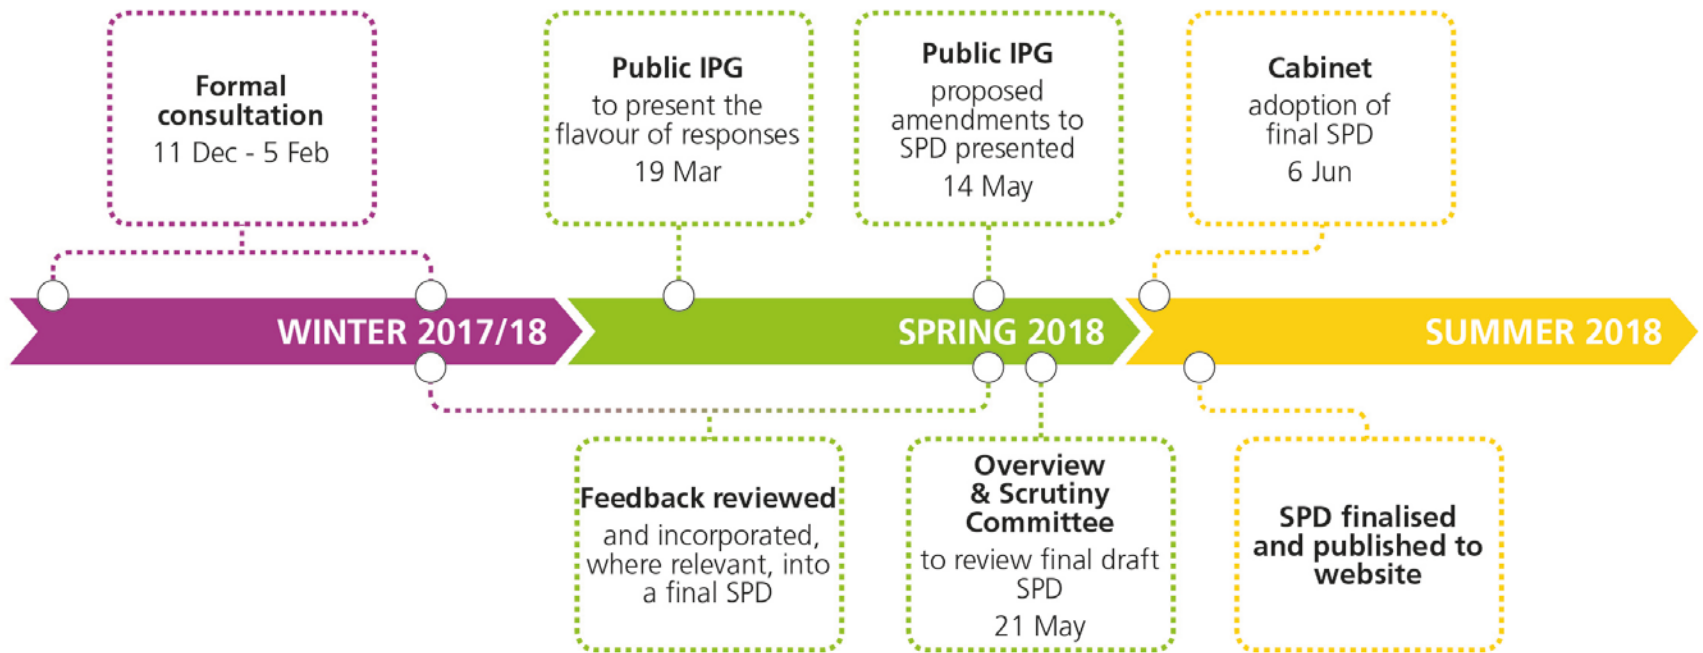 Formal
consultation
11 Dec - 5 Feb
Public IPG
to present the
flavour of responses
19 Mar
Public IPG
proposed
amendments to
SPD presented
14 May
Cabinet
adoption of
final SPD
6 Jun
WINTER 2017/18
SPRING 2018
SUMMER 2018
Feedback reviewed
and incorporated,
where relevant, into
a final SPD
Overview
& Scrutiny
Committee
to review final draft
SPD
21 May
SPD finalised
and published to
website